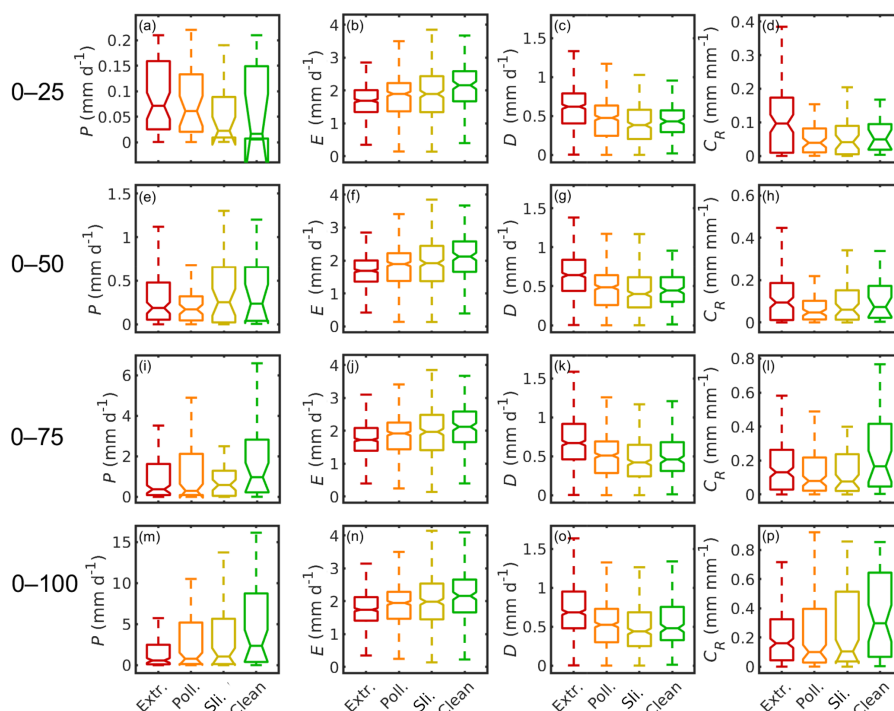 (a) (b) (c) (d)
0–25
P (mm d⁻¹) 0.2 0.15 0.1 0.05 0
E (mm d⁻¹) 4 3 2 1 0
D (mm d⁻¹) 1.5 1 0.5 0
C_R (mm mm⁻¹) 0.4 0.3 0.2 0.1 0
(e) (f) (g) (h)
0–50
P (mm d⁻¹) 1.5 1 0.5 0
E (mm d⁻¹) 4 3 2 1 0
D (mm d⁻¹) 1.5 1 0.5 0
C_R (mm mm⁻¹) 0.6 0.4 0.2 0
(i) (j) (k) (l)
0–75
P (mm d⁻¹) 6 4 2 0
E (mm d⁻¹) 4 3 2 1 0
D (mm d⁻¹) 1.5 1 0.5 0
C_R (mm mm⁻¹) 0.8 0.6 0.4 0.2 0
(m) (n) (o) (p)
0–100
P (mm d⁻¹) 15 10 5 0
E (mm d⁻¹) 4 3 2 1 0
D (mm d⁻¹) 1.5 1 0.5 0
C_R (mm mm⁻¹) 0.8 0.6 0.4 0.2 0
Extr. Poll. Sli. Clean Extr. Poll. Sli. Clean Extr. Poll. Sli. Clean Extr. Poll. Sli. Clean